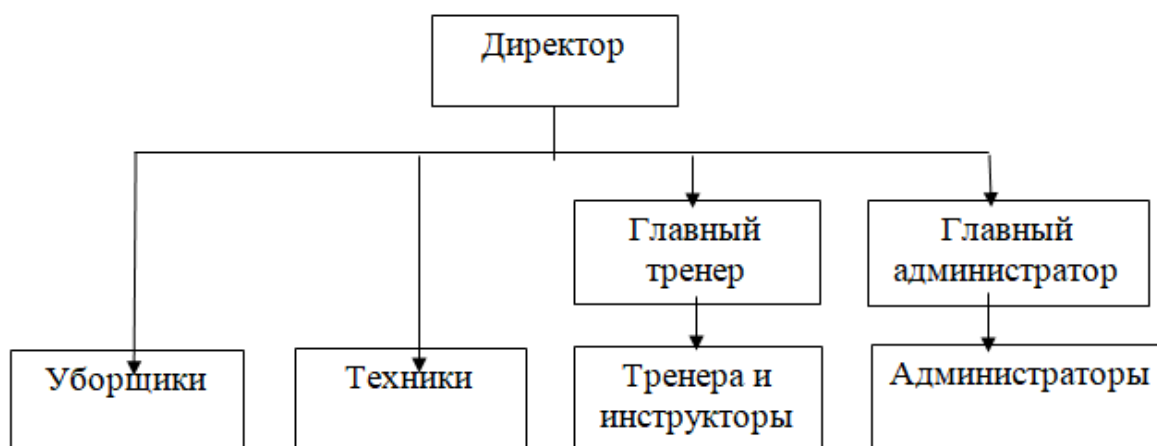 Директор
Главный
тренер
Главный
администратор
Уборщики
Техники
Тренера и
инструкторы
Администраторы